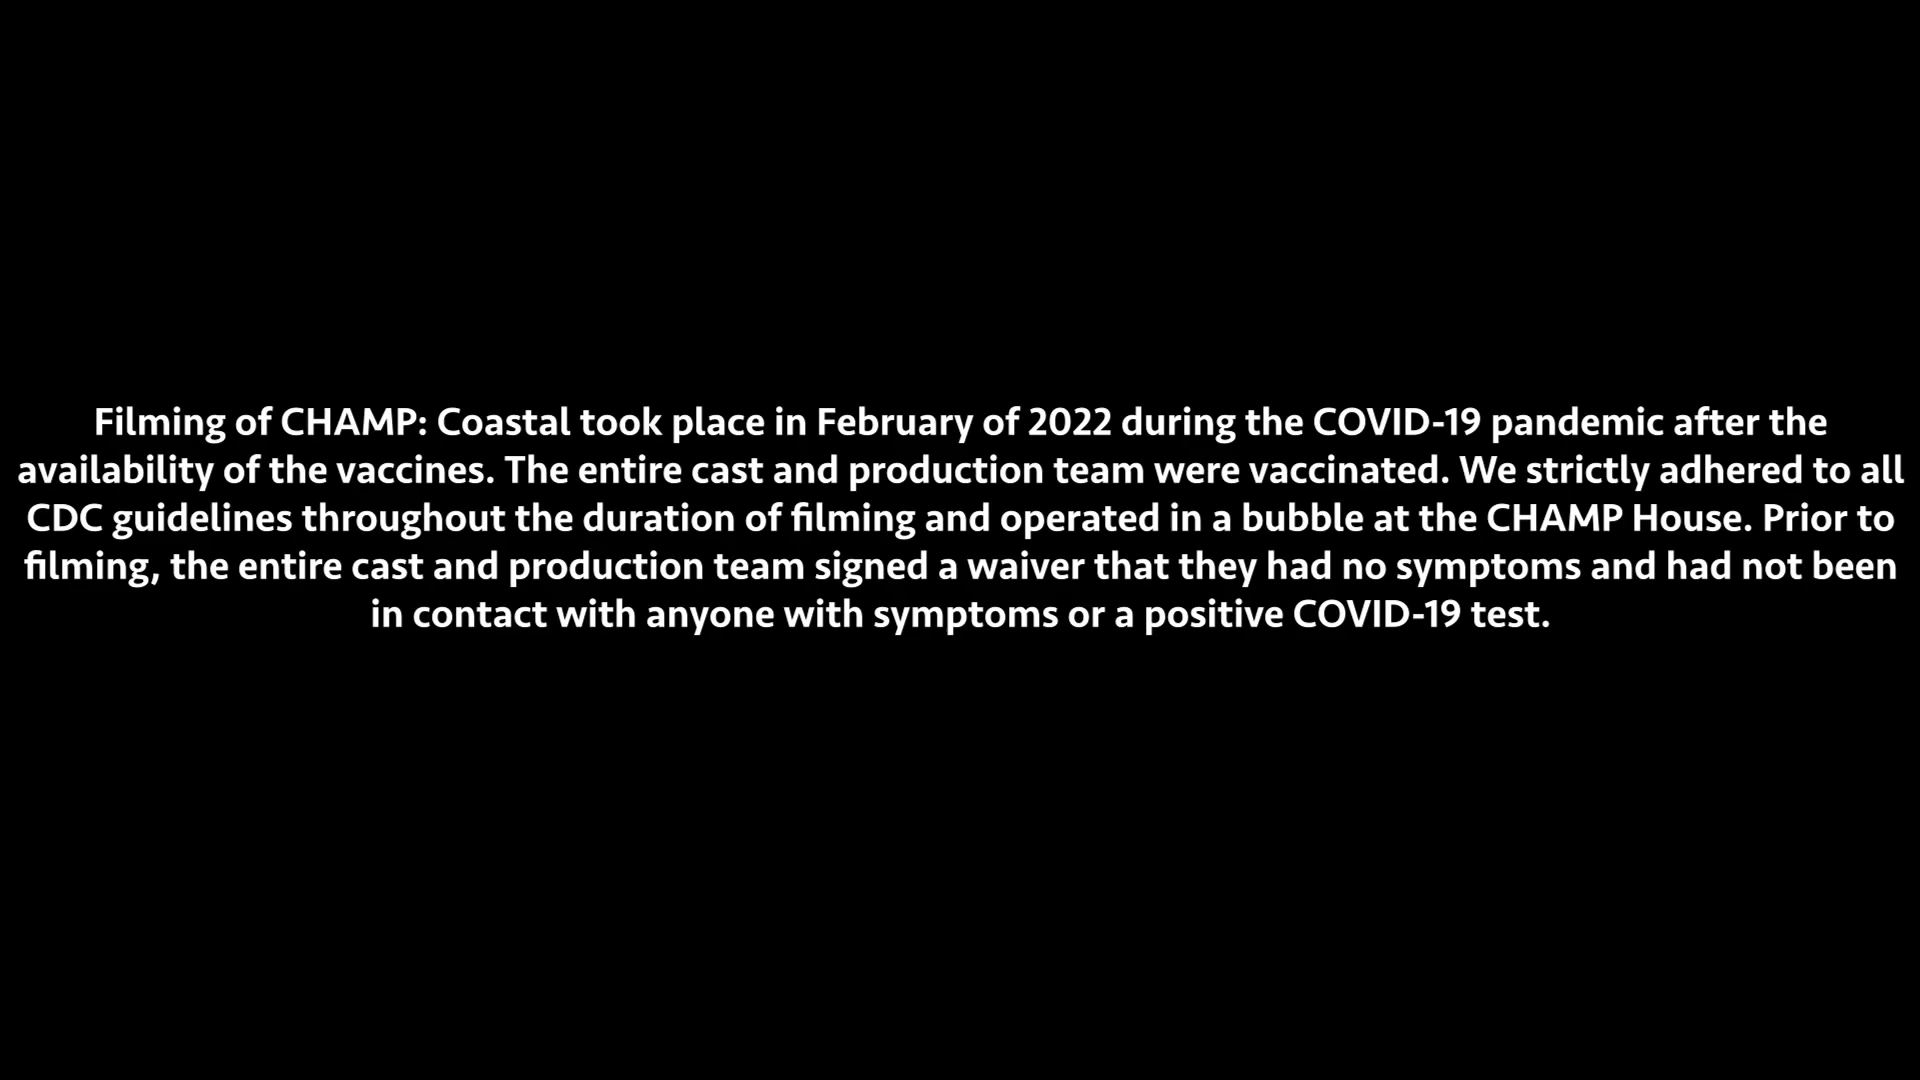 Filming of CHAMP: Coastal took place in February of 2022 during the COVID-19 pandemic after the
availability of the vaccines. The entire cast and production team were vaccinated. We strictly adhered to all
CDC guidelines throughout the duration of filming and operated in a bubble at the CHAMP House. Prior to
filming, the entire cast and production team signed a waiver that they had no symptoms and had not been
in contact with anyone with symptoms or a positive COVID-19 test.